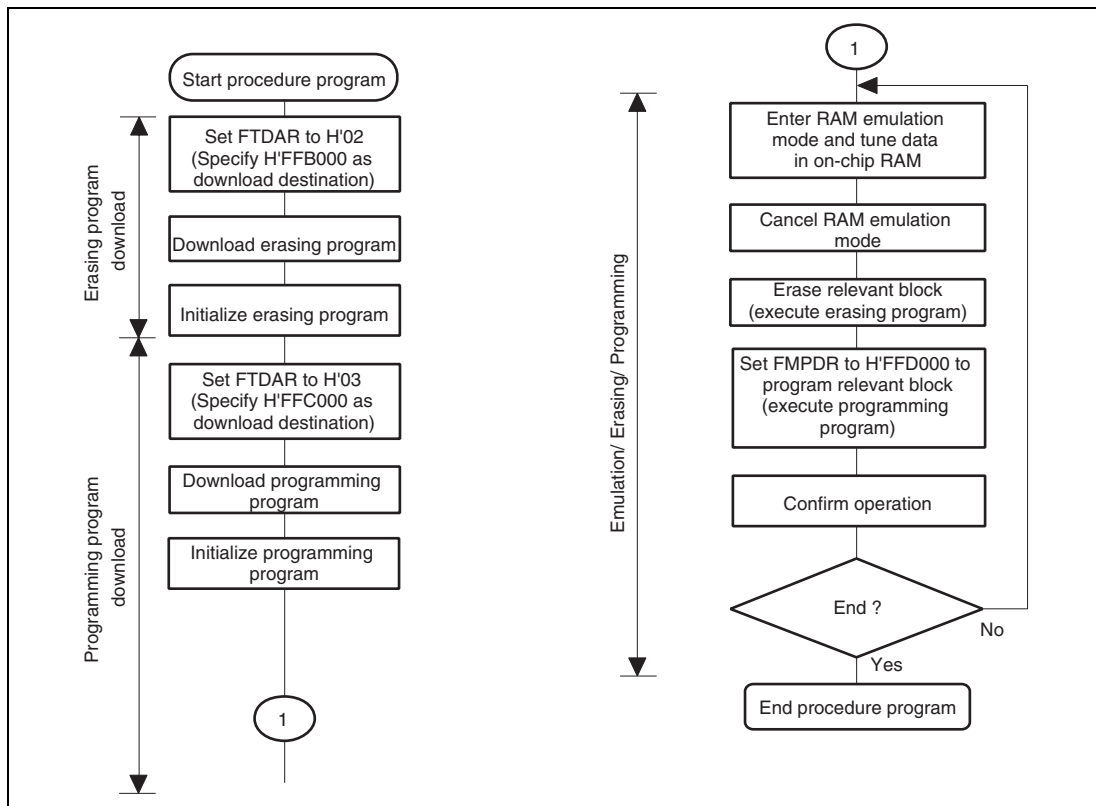 Start procedure program
Erasing program
download
Set FTDAR to H'02
(Specify H'FFB000 as
download destination)
Download erasing program
Initialize erasing program
Programming program
download
Set FTDAR to H'03
(Specify H'FFC000 as
download destination)
Download programming
program
Initialize programming
program
1
1
Emulation/ Erasing/ Programming
Enter RAM emulation
mode and tune data
in on-chip RAM
Cancel RAM emulation
mode
Erase relevant block
(execute erasing program)
Set FMPDR to H'FFD000 to
program relevant block
(execute programming
program)
Confirm operation
End ?
No
Yes
End procedure program